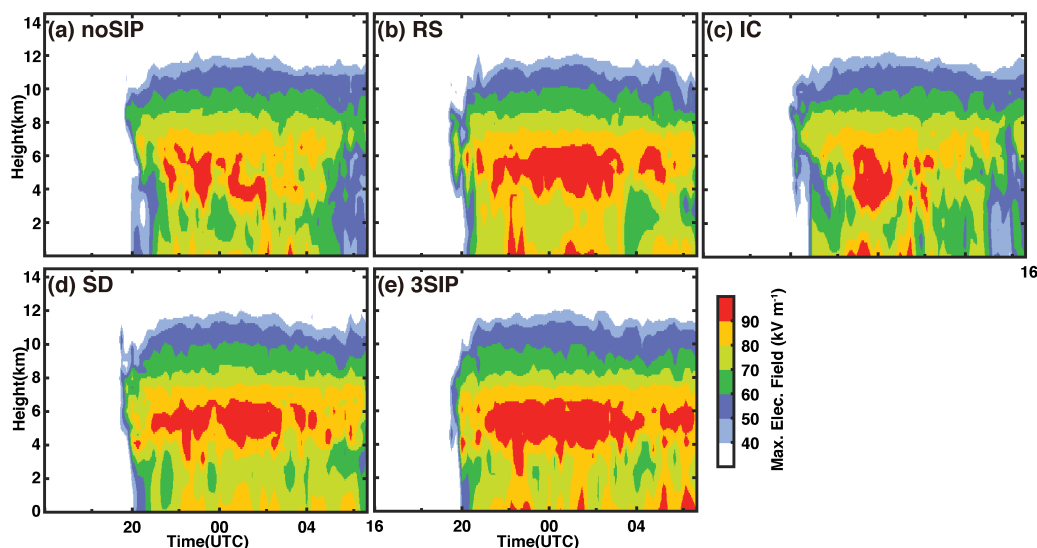 (a) noSIP
(b) RS
(c) IC
14
12
10
8
6
4
2
Height(km)
16
(d) SD
(e) 3SIP
14
12
10
8
6
4
2
0
Height(km)
20
00
04
16
20
00
04
Time(UTC)
Time(UTC)
90
80
70
60
50
40
Max. Elec. Field (kV m⁻¹)